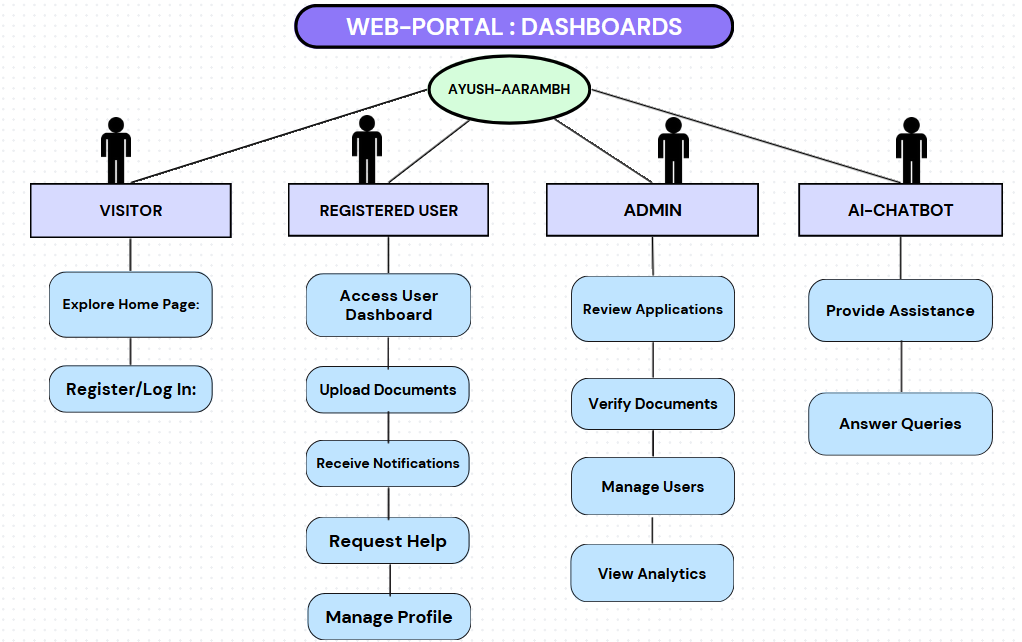 WEB-PORTAL : DASHBOARDS
AYUSH-AARAMBH
VISITOR
Explore Home Page:
Register/Log In:
REGISTERED USER
Access User
Dashboard
Upload Documents
Receive Notifications
Request Help
Manage Profile
ADMIN
Review Applications
Verify Documents
Manage Users
View Analytics
AI-CHATBOT
Provide Assistance
Answer Queries